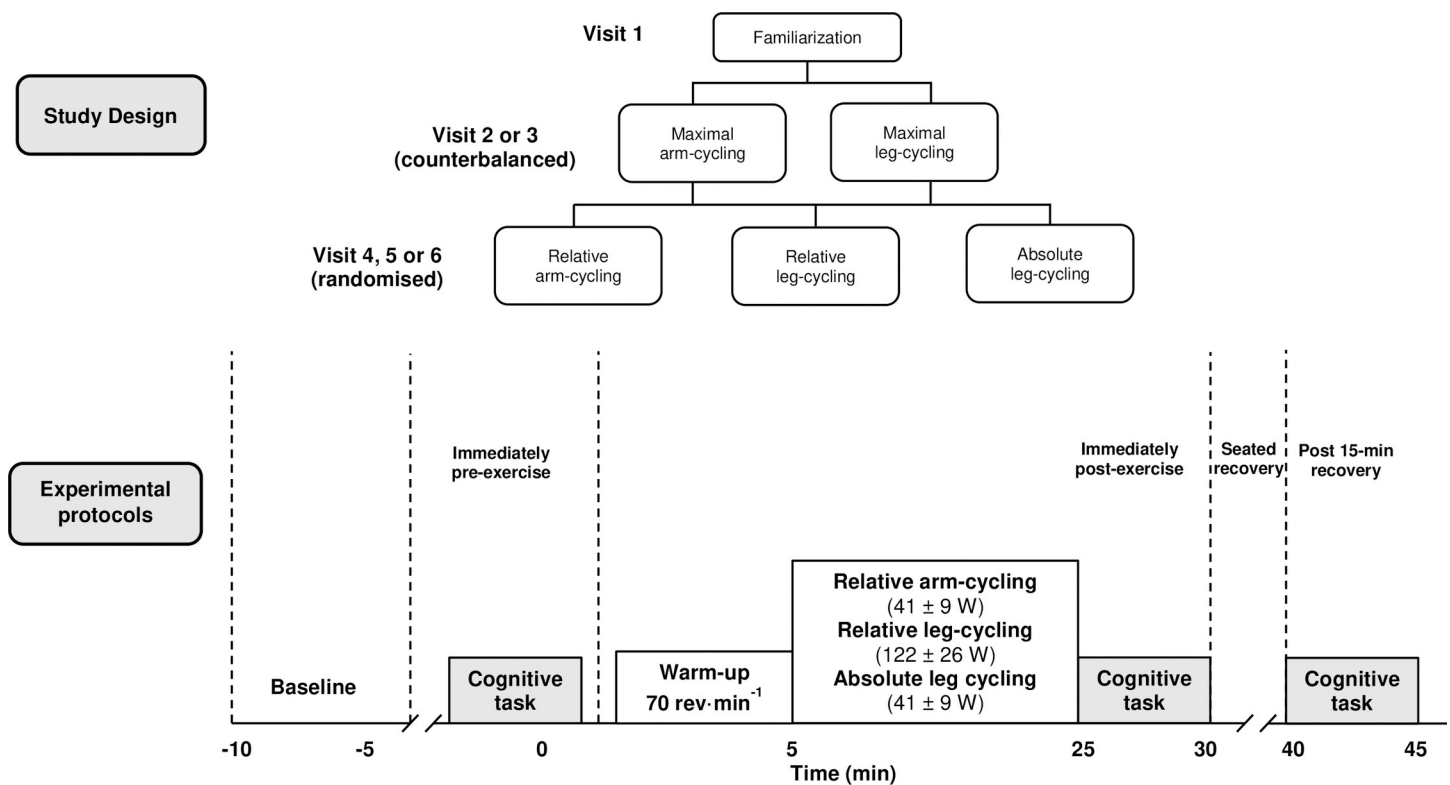 Visit 1
Familiarization
Study Design
Visit 2 or 3
(counterbalanced)
Maximal
arm-cycling
Maximal
leg-cycling
Visit 4, 5 or 6
(randomised)
Relative
arm-cycling
Relative
leg-cycling
Absolute
leg-cycling
Experimental
protocols
Immediately
pre-exercise
Immediately
post-exercise
Seated
recovery
Post 15-min
recovery
Baseline
Cognitive
task
Warm-up
70 rev·min⁻¹
Relative arm-cycling
(41 ± 9 W)
Relative leg-cycling
(122 ± 26 W)
Absolute leg cycling
(41 ± 9 W)
Cognitive
task
Cognitive
task
-10 -5 0 5 25 30 40 45
Time (min)